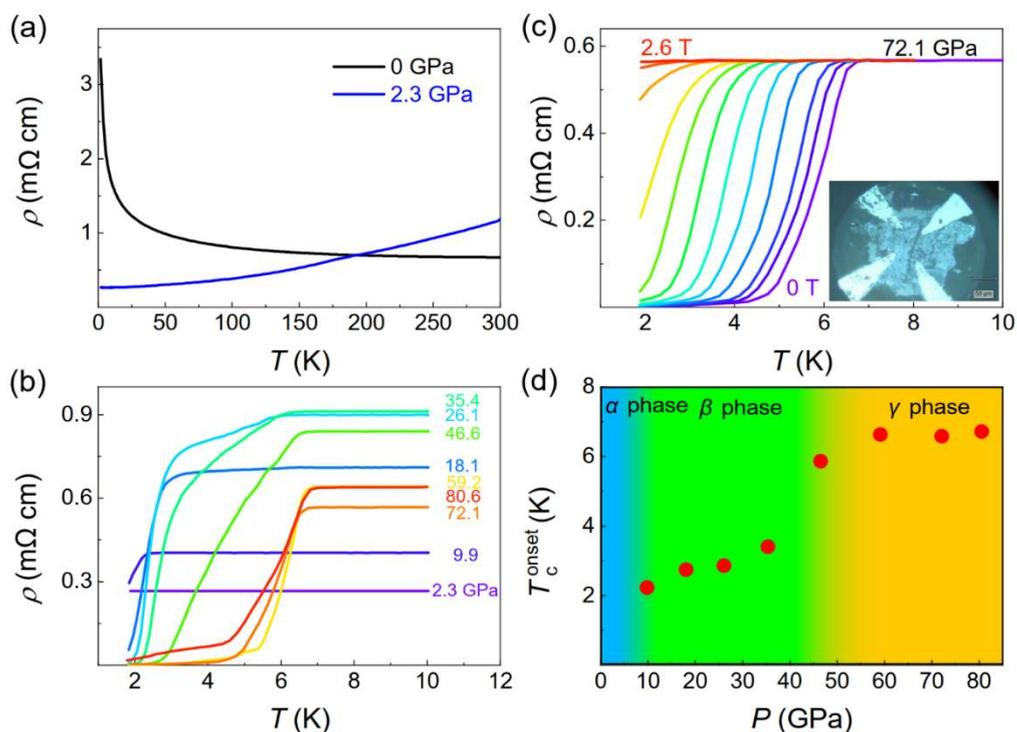 (a)
3
2
1
ρ (mΩ cm)
0 GPa
2.3 GPa
0 50 100 150 200 250 300
T (K)
(c)
0.6
0.4
0.2
ρ (mΩ cm)
2.6 T
72.1 GPa
0 T
2 4 6 8 10
T (K)
(b)
0.9
0.6
0.3
ρ (mΩ cm)
35.4
26.1
46.6
18.1
59.2
80.6
72.1
9.9
2.3 GPa
2 4 6 8 10 12
T (K)
(d)
8
6
4
2
0
T_c^onset (K)
α phase β phase γ phase
0 10 20 30 40 50 60 70 80
P (GPa)